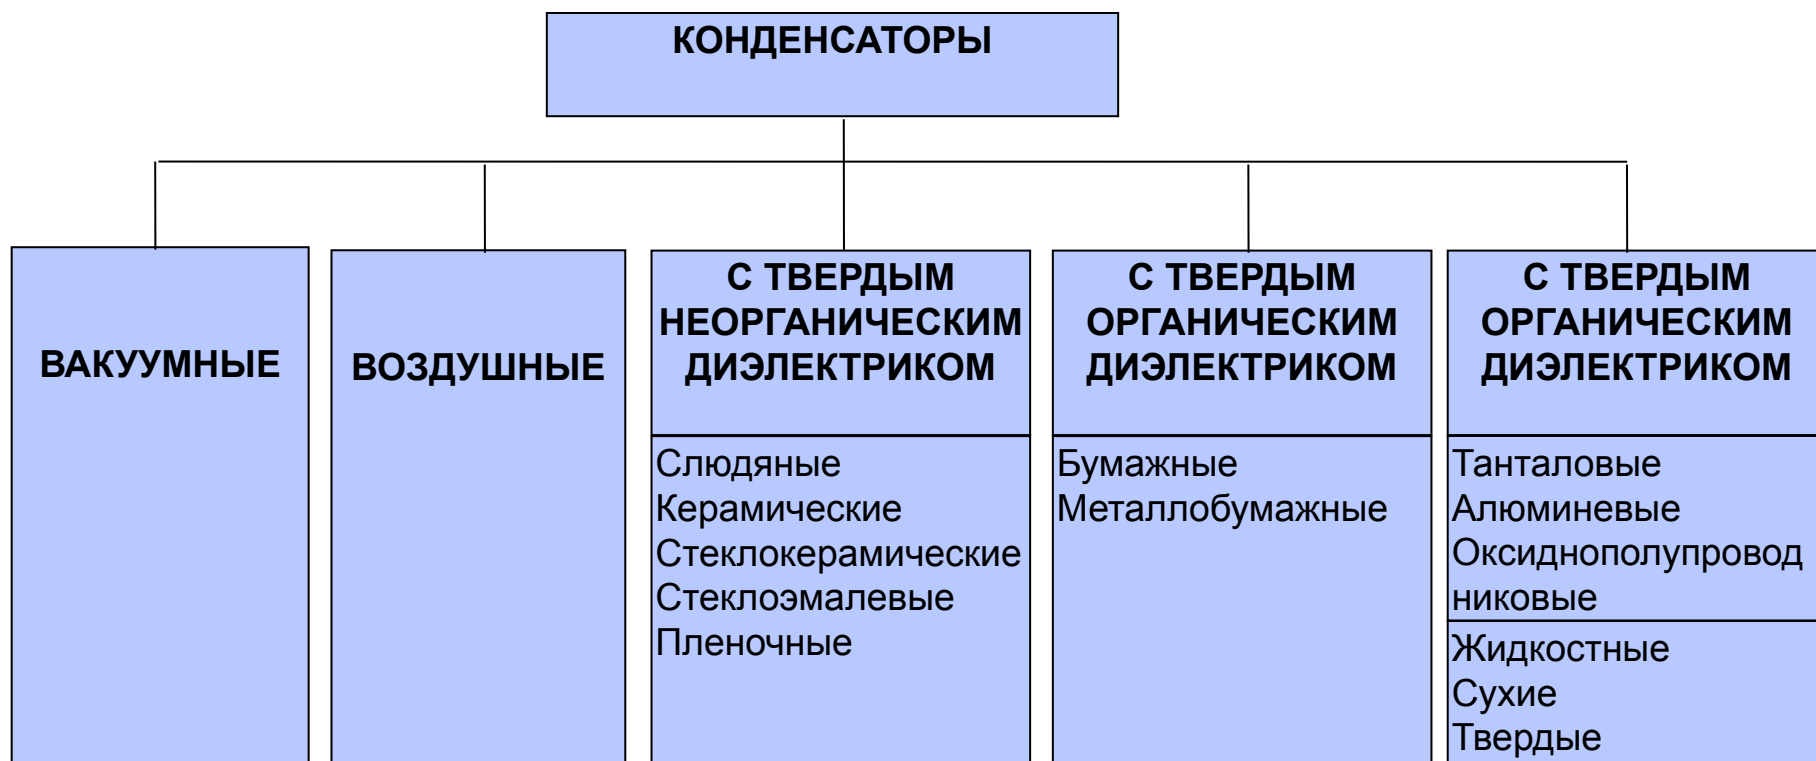 КОНДЕНСАТОРЫ
ВАКУУМНЫЕ
ВОЗДУШНЫЕ
С ТВЕРДЫМ
НЕОРГАНИЧЕСКИМ
ДИЭЛЕКТРИКОМ
Слюдяные
Керамические
Стеклокерамические
Стеклоэмалевые
Пленочные
С ТВЕРДЫМ
ОРГАНИЧЕСКИМ
ДИЭЛЕКТРИКОМ
Бумажные
Металлобумажные
С ТВЕРДЫМ
ОРГАНИЧЕСКИМ
ДИЭЛЕКТРИКОМ
Танталовые
Алюминевые
Оксиднополупровод
никовые
Жидкостные
Сухие
Твердые